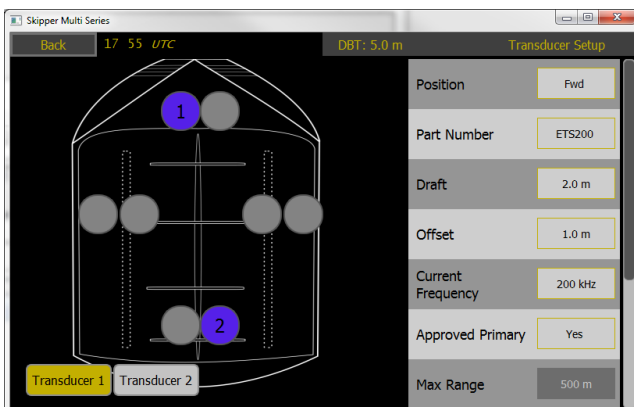 Skipper Multi Series
Back 17 55 UTC DBT: 5.0 m Transducer Setup
1
2
Transducer 1 Transducer 2
Position Fwd
Part Number ETS200
Draft 2.0 m
Offset 1.0 m
Current
Frequency 200 kHz
Approved Primary Yes
Max Range 500 m